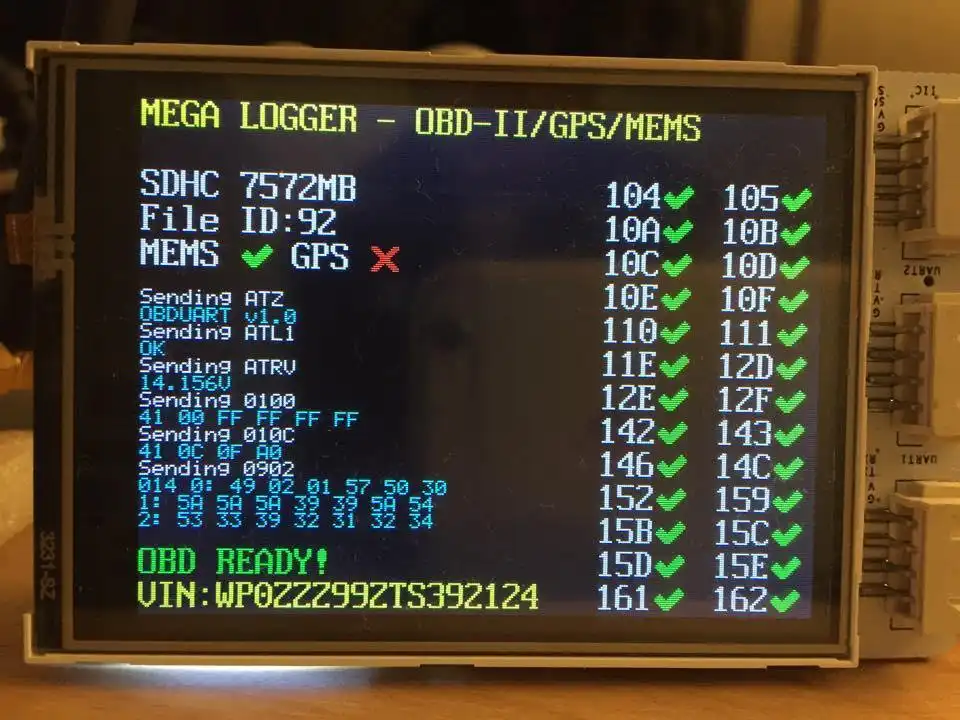 MEGA LOGGER - OBD-II/GPS/MEMS
SDHC 7572MB
File ID:92
MEMS ✔ GPS ✗
Sending ATZ
OBDUART v1.0
Sending ATL1
OK
Sending ATRV
14.156V
Sending 0100
41 00 FF FF FF FF
Sending 010C
41 0C 0F A0
Sending 0902
014 0: 49 02 01 57 50 30
1: 5A 5A 5A 39 39 5A 54
2: 53 33 39 32 31 32 34
OBD READY!
VIN:WP0ZZZ99ZTS392124
104✔ 105✔
10A✔ 10B✔
10C✔ 10D✔
10E✔ 10F✔
110✔ 111✔
11E✔ 12D✔
12E✔ 12F✔
142✔ 143✔
146✔ 14C✔
152✔ 159✔
15B✔ 15C✔
15D✔ 15E✔
161✔ 162✔
IIC
UART2
UART1